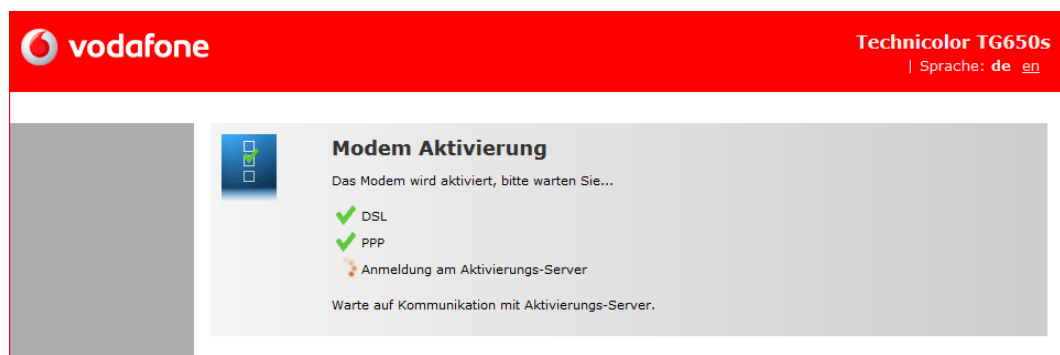 vodafone
Technicolor TG650s
| Sprache: de en
Modem Aktivierung
Das Modem wird aktiviert, bitte warten Sie...
DSL
PPP
Anmeldung am Aktivierungs-Server
Warte auf Kommunikation mit Aktivierungs-Server.